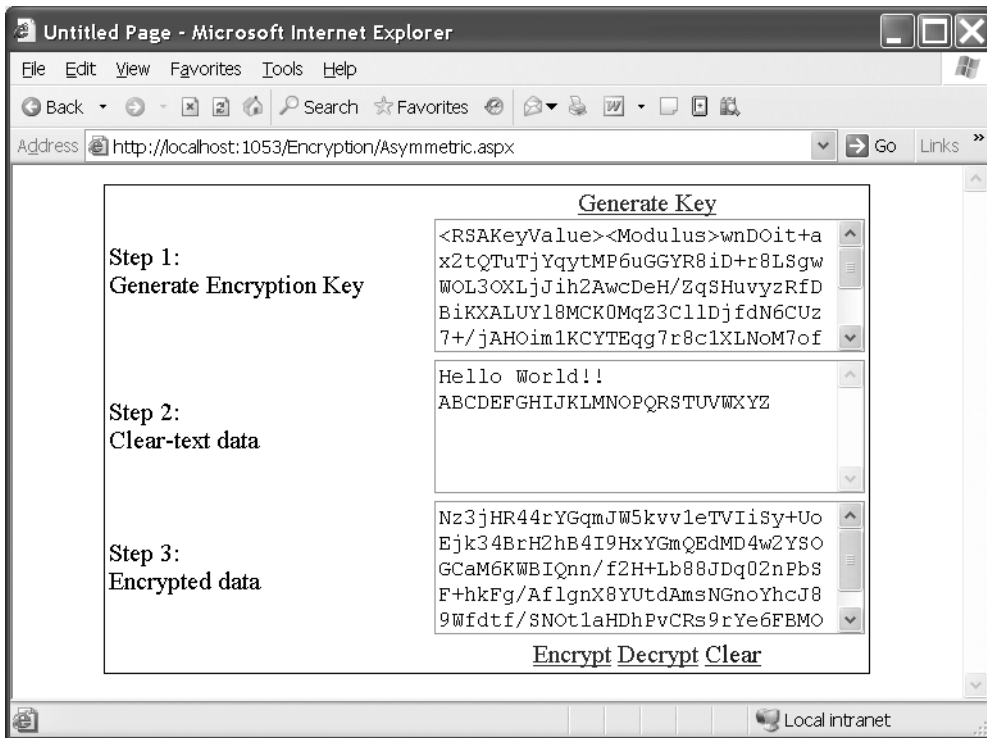 Untitled Page - Microsoft Internet Explorer
File Edit View Favorites Tools Help
Back Search Favorites
Address http://localhost:1053/Encryption/Asymmetric.aspx Go Links »
Generate Key
Step 1:
Generate Encryption Key
<RSAKeyValue><Modulus>wnDOit+a
x2tQTuTjYqytMP6uGGYR8iD+r8LSgw
WOL3OXLjJih2AwcDeH/ZqSHuvyzRfD
BiKXALUYl8MCK0MqZ3CllDjfdN6CUz
7+/jAHOim1KCYTEqg7r8c1XLNoM7of
Step 2:
Clear-text data
Hello World!!
ABCDEFGHIJKLMNOPQRSTUVWXYZ
Step 3:
Encrypted data
Nz3jHR44rYGqmJW5kvv1eTVIiSy+Uo
Ejk34BrH2hB4I9HxYGmQEdMD4w2YSO
GCaM6KWBIQnn/f2H+Lb88JDq02nPbS
F+hkFg/AflgnX8YUtdAmsNGnoYhcJ8
9Wfdtf/SNOt1aHDhPvCRs9rYe6FBMO
Encrypt Decrypt Clear
Local intranet